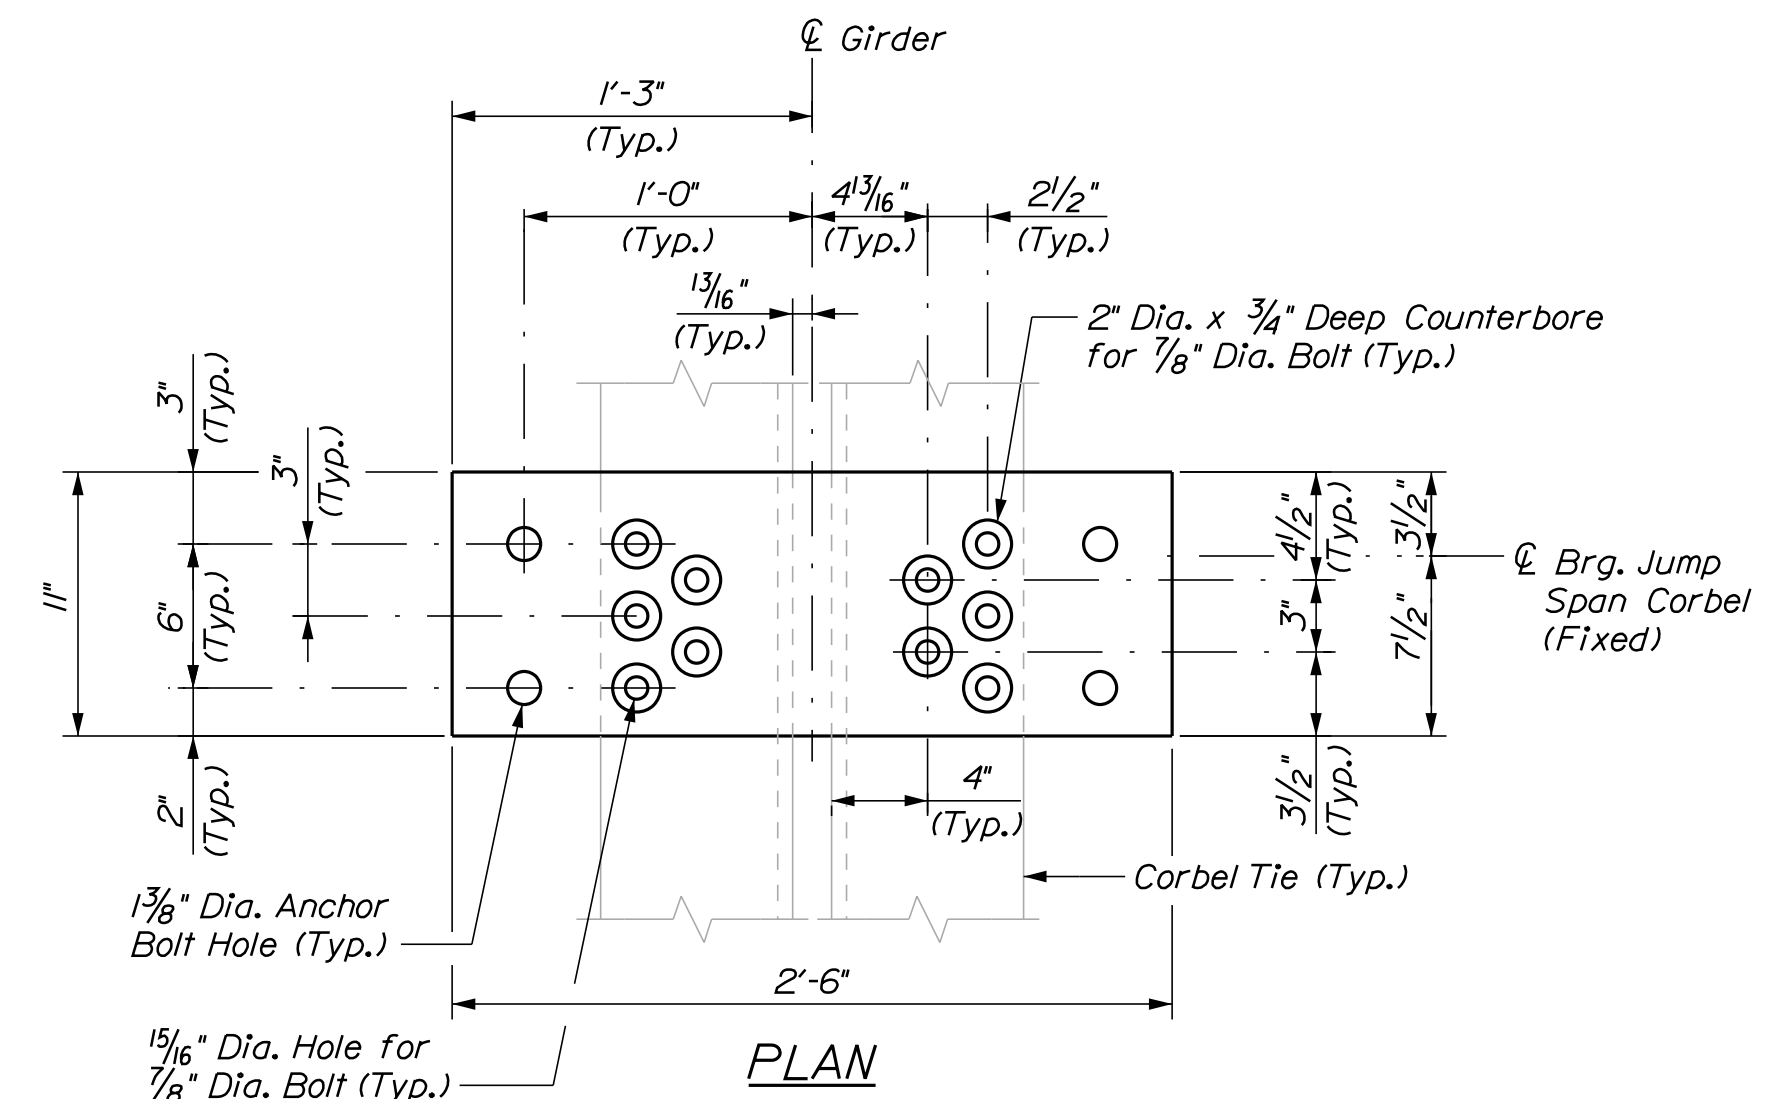 ℄ Girder
1'-3"
(Typ.)
1'-0"
(Typ.)
4 13/16"
(Typ.)
2 1/2"
(Typ.)
13/16"
(Typ.)
2" Dia. x 3/4" Deep Counterbore
for 7/8" Dia. Bolt (Typ.)
3"
(Typ.)
3"
(Typ.)
6"
(Typ.)
11"
2"
(Typ.)
4 1/2"
(Typ.)
3 1/2"
3"
7 1/2"
3 1/2"
(Typ.)
℄ Brg. Jump
Span Corbel
(Fixed)
4"
(Typ.)
Corbel Tie (Typ.)
1 3/8" Dia. Anchor
Bolt Hole (Typ.)
2'-6"
15/16" Dia. Hole for
7/8" Dia. Bolt (Typ.)
PLAN